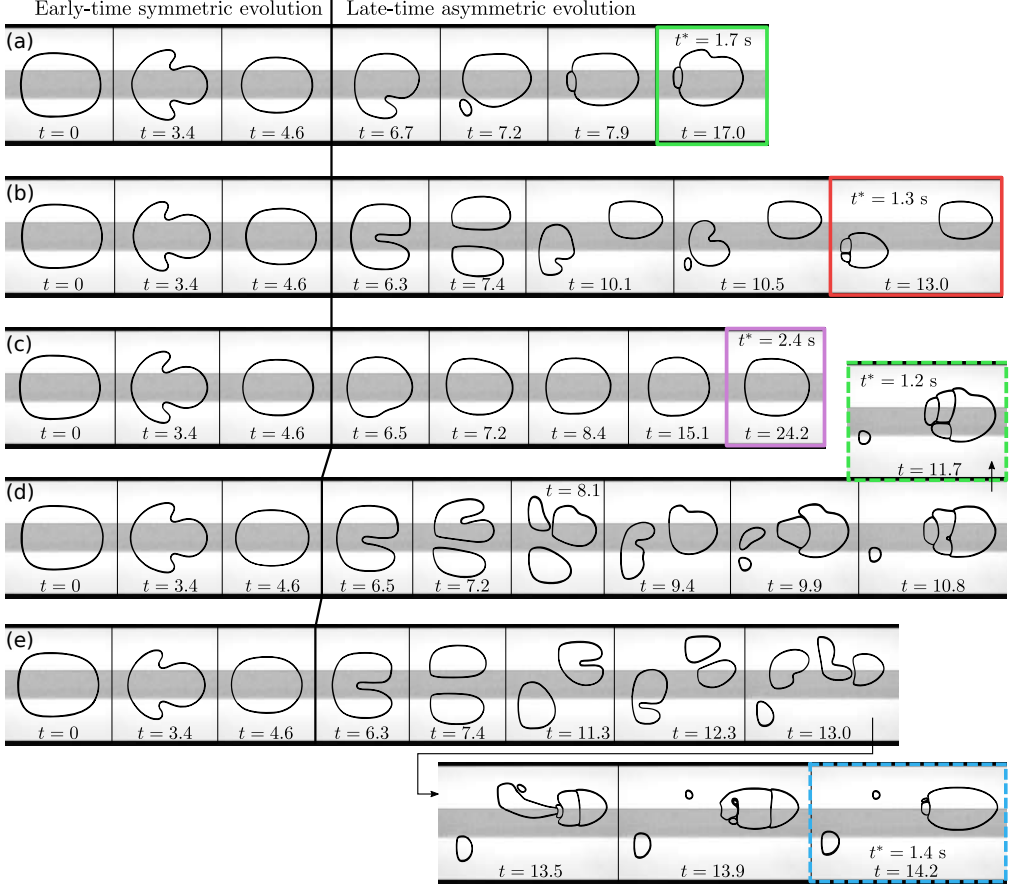 Early-time symmetric evolution Late-time asymmetric evolution
(a)
t* = 1.7 s
t = 0 t = 3.4 t = 4.6 t = 6.7 t = 7.2 t = 7.9 t = 17.0
(b)
t* = 1.3 s
t = 0 t = 3.4 t = 4.6 t = 6.3 t = 7.4 t = 10.1 t = 10.5 t = 13.0
(c)
t* = 2.4 s
t = 0 t = 3.4 t = 4.6 t = 6.5 t = 7.2 t = 8.4 t = 15.1 t = 24.2
t* = 1.2 s
t = 11.7
(d)
t = 8.1
t = 0 t = 3.4 t = 4.6 t = 6.5 t = 7.2 t = 9.4 t = 9.9 t = 10.8
(e)
t = 0 t = 3.4 t = 4.6 t = 6.3 t = 7.4 t = 11.3 t = 12.3 t = 13.0
t* = 1.4 s
t = 13.5 t = 13.9 t = 14.2